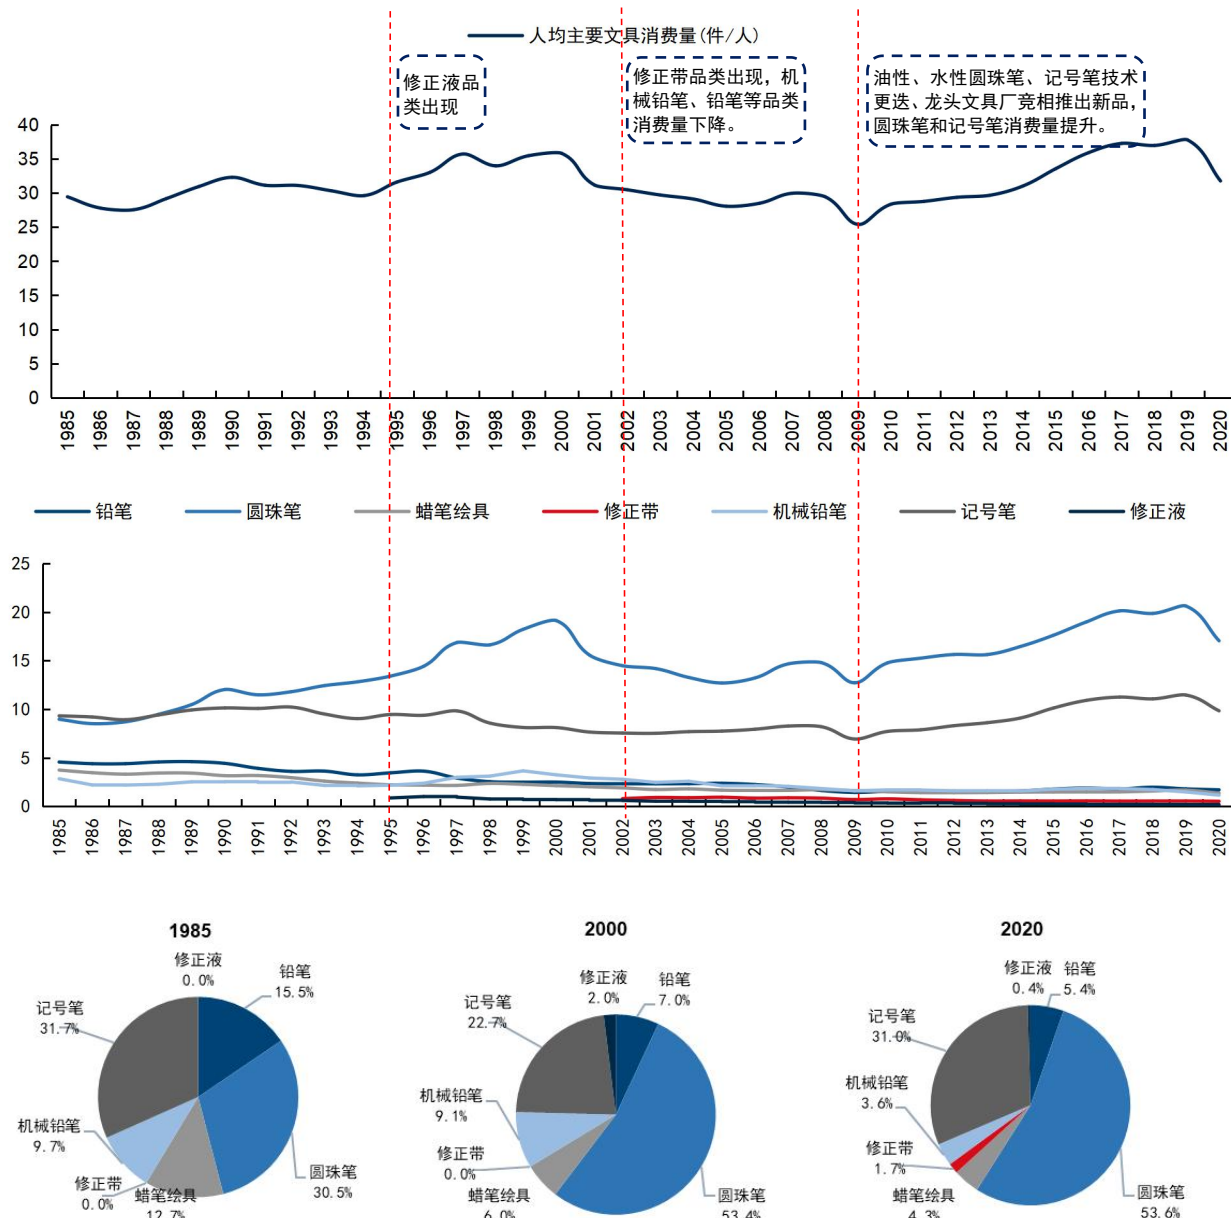 人均主要文具消费量(件/人)
修正液品
类出现
修正带品类出现，机
械铅笔、铅笔等品类
消费量下降。
油性、水性圆珠笔、记号笔技术
更迭、龙头文具厂竞相推出新品，
圆珠笔和记号笔消费量提升。
40
35
30
25
20
15
10
5
0
1985 1986 1987 1988 1989 1990 1991 1992 1993 1994 1995 1996 1997 1998 1999 2000 2001 2002 2003 2004 2005 2006 2007 2008 2009 2010 2011 2012 2013 2014 2015 2016 2017 2018 2019 2020
铅笔 圆珠笔 蜡笔绘具 修正带 机械铅笔 记号笔 修正液
25
20
15
10
5
0
1985 1986 1987 1988 1989 1990 1991 1992 1993 1994 1995 1996 1997 1998 1999 2000 2001 2002 2003 2004 2005 2006 2007 2008 2009 2010 2011 2012 2013 2014 2015 2016 2017 2018 2019 2020
1985
修正液
0.0%
铅笔
15.5%
记号笔
31.7%
机械铅笔
9.7%
修正带
0.0%
蜡笔绘具
12.7%
圆珠笔
30.5%
2000
修正液
2.0%
铅笔
7.0%
记号笔
22.7%
机械铅笔
9.1%
修正带
0.0%
蜡笔绘具
6.0%
圆珠笔
53.4%
2020
修正液
0.4%
铅笔
5.4%
记号笔
31.0%
机械铅笔
3.6%
修正带
1.7%
蜡笔绘具
4.3%
圆珠笔
53.6%